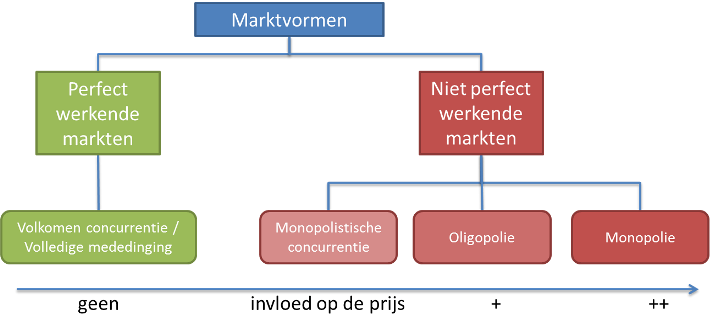 Marktvormen
Perfect
werkende
markten
Niet perfect
werkende
markten
Volkomen concurrentie /
Volledige mededinging
Monopolistische
concurrentie
Oligopolie
Monopolie
geen invloed op de prijs + ++